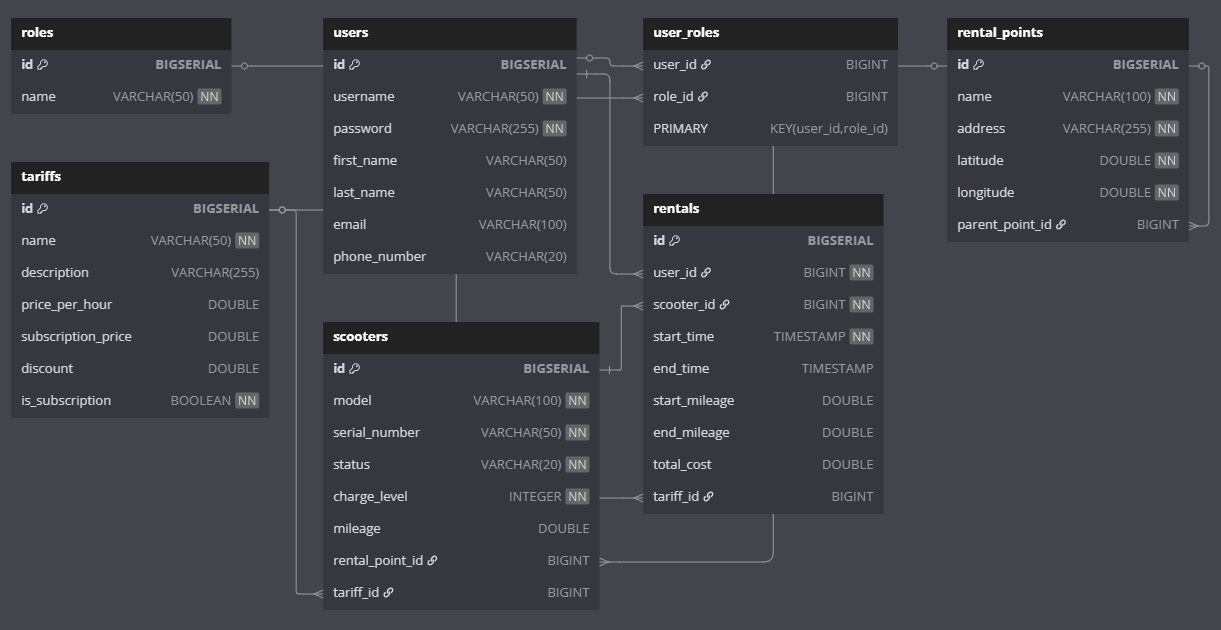 roles
id BIGSERIAL
name VARCHAR(50) NN
tariffs
id BIGSERIAL
name VARCHAR(50) NN
description VARCHAR(255)
price_per_hour DOUBLE
subscription_price DOUBLE
discount DOUBLE
is_subscription BOOLEAN NN
users
id BIGSERIAL
username VARCHAR(50) NN
password VARCHAR(255) NN
first_name VARCHAR(50)
last_name VARCHAR(50)
email VARCHAR(100)
phone_number VARCHAR(20)
scooters
id BIGSERIAL
model VARCHAR(100) NN
serial_number VARCHAR(50) NN
status VARCHAR(20) NN
charge_level INTEGER NN
mileage DOUBLE
rental_point_id BIGINT
tariff_id BIGINT
user_roles
user_id BIGINT
role_id BIGINT
PRIMARY KEY(user_id,role_id)
rentals
id BIGSERIAL
user_id BIGINT NN
scooter_id BIGINT NN
start_time TIMESTAMP NN
end_time TIMESTAMP
start_mileage DOUBLE
end_mileage DOUBLE
total_cost DOUBLE
tariff_id BIGINT
rental_points
id BIGSERIAL
name VARCHAR(100) NN
address VARCHAR(255) NN
latitude DOUBLE NN
longitude DOUBLE NN
parent_point_id BIGINT